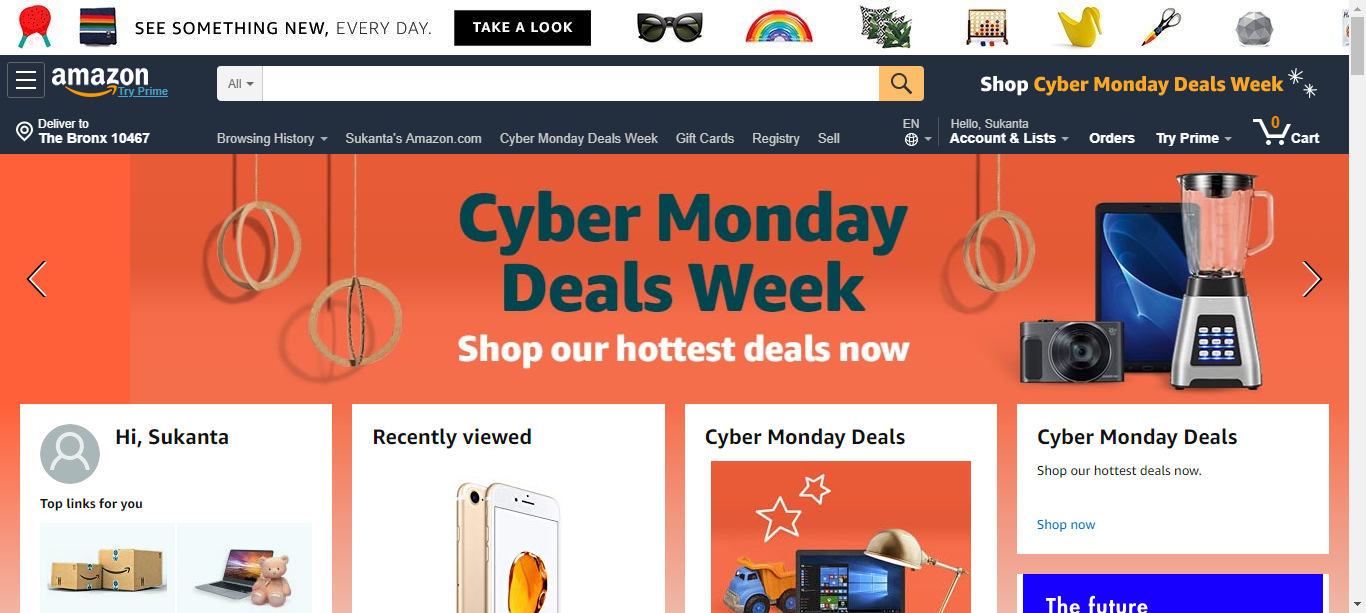 SEE SOMETHING NEW, EVERY DAY.
TAKE A LOOK
amazon
Try Prime
All
Shop Cyber Monday Deals Week
Deliver to
The Bronx 10467
Browsing History
Sukanta's Amazon.com
Cyber Monday Deals Week
Gift Cards
Registry
Sell
EN
Hello, Sukanta
Account & Lists
Orders
Try Prime
0
Cart
Cyber Monday
Deals Week
Shop our hottest deals now
Hi, Sukanta
Top links for you
Recently viewed
Cyber Monday Deals
Cyber Monday Deals
Shop our hottest deals now.
Shop now
The future